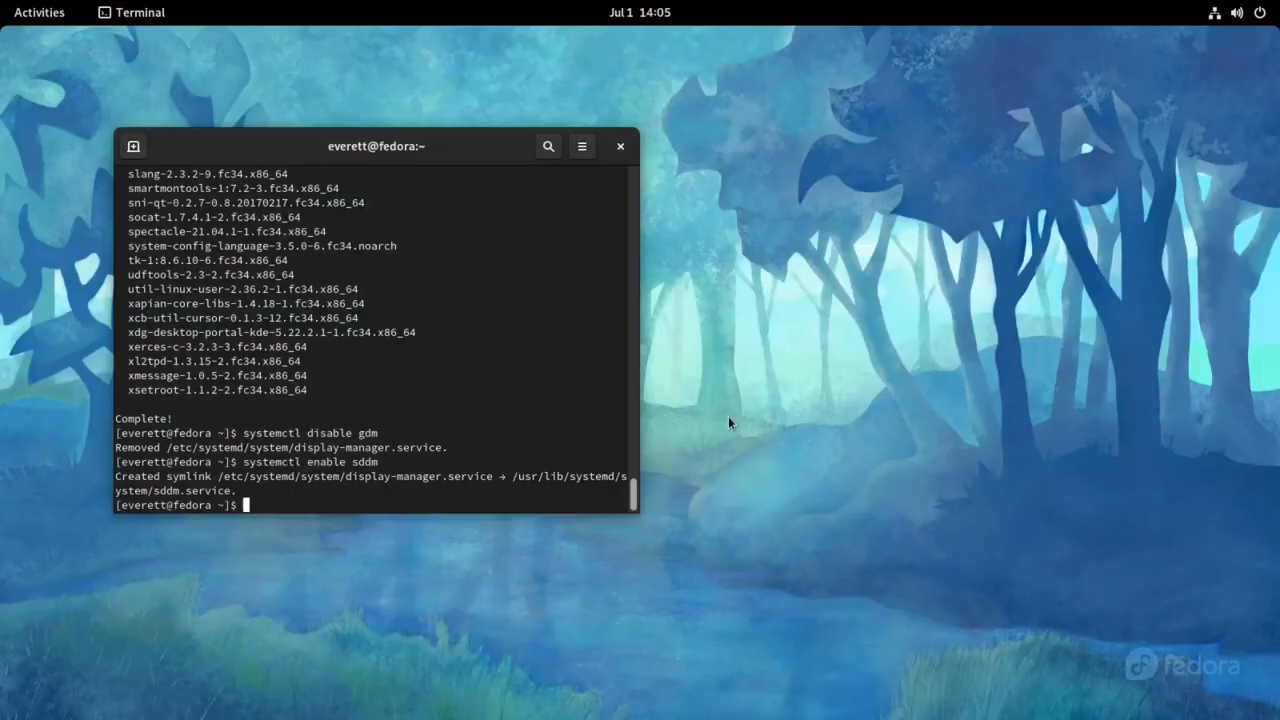 Activities
Terminal
Jul 1 14:05
everett@fedora:~
slang-2.3.2-9.fc34.x86_64
smartmontools-1:7.2-3.fc34.x86_64
sni-qt-0.2.7-0.8.20170217.fc34.x86_64
socat-1.7.4.1-2.fc34.x86_64
spectacle-21.04.1-1.fc34.x86_64
system-config-language-3.5.0-6.fc34.noarch
tk-1:8.6.10-6.fc34.x86_64
udftools-2.3-2.fc34.x86_64
util-linux-user-2.36.2-1.fc34.x86_64
xapian-core-libs-1.4.18-1.fc34.x86_64
xcb-util-cursor-0.1.3-12.fc34.x86_64
xdg-desktop-portal-kde-5.22.2.1-1.fc34.x86_64
xerces-c-3.2.3-3.fc34.x86_64
xl2tpd-1.3.15-2.fc34.x86_64
xmessage-1.0.5-2.fc34.x86_64
xsetroot-1.1.2-2.fc34.x86_64
Complete!
[everett@fedora ~]$ systemctl disable gdm
Removed /etc/systemd/system/display-manager.service.
[everett@fedora ~]$ systemctl enable sddm
Created symlink /etc/systemd/system/display-manager.service → /usr/lib/systemd/s
ystem/sddm.service.
[everett@fedora ~]$
fedora